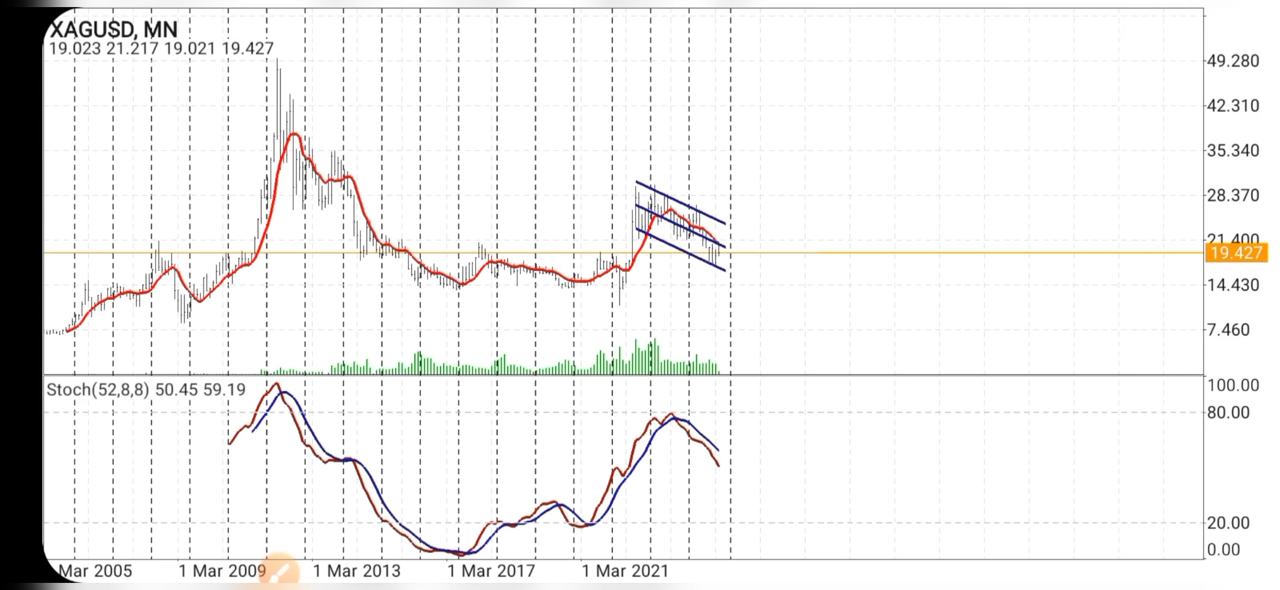 XAGUSD, MN
19.023 21.217 19.021 19.427
49.280
42.310
35.340
28.370
21.400
19.427
14.430
7.460
Stoch(52,8,8) 50.45 59.19
100.00
80.00
20.00
0.00
Mar 2005
1 Mar 2009
1 Mar 2013
1 Mar 2017
1 Mar 2021